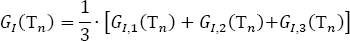 G_I(T_n) = 1/3 · [G_{I,1}(T_n) + G_{I,2}(T_n)+G_{I,3}(T_n)]